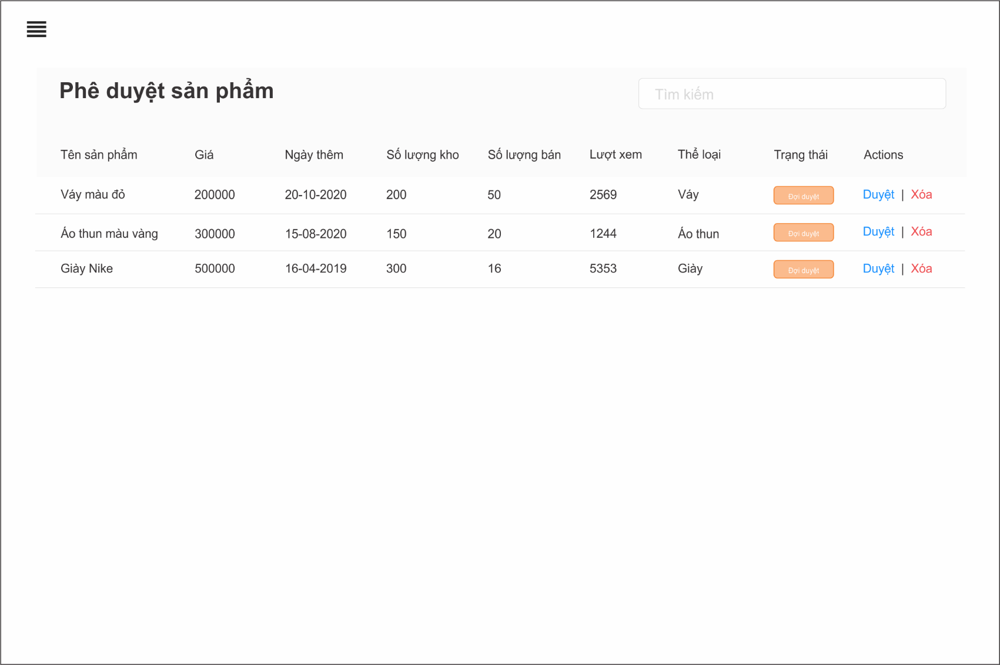 Phê duyệt sản phẩm
Tìm kiếm
Tên sản phẩm Giá Ngày thêm Số lượng kho Số lượng bán Lượt xem Thể loại Trạng thái Actions
Váy màu đỏ 200000 20-10-2020 200 50 2569 Váy Đợi duyệt Duyệt | Xóa
Áo thun màu vàng 300000 15-08-2020 150 20 1244 Áo thun Đợi duyệt Duyệt | Xóa
Giày Nike 500000 16-04-2019 300 16 5353 Giày Đợi duyệt Duyệt | Xóa